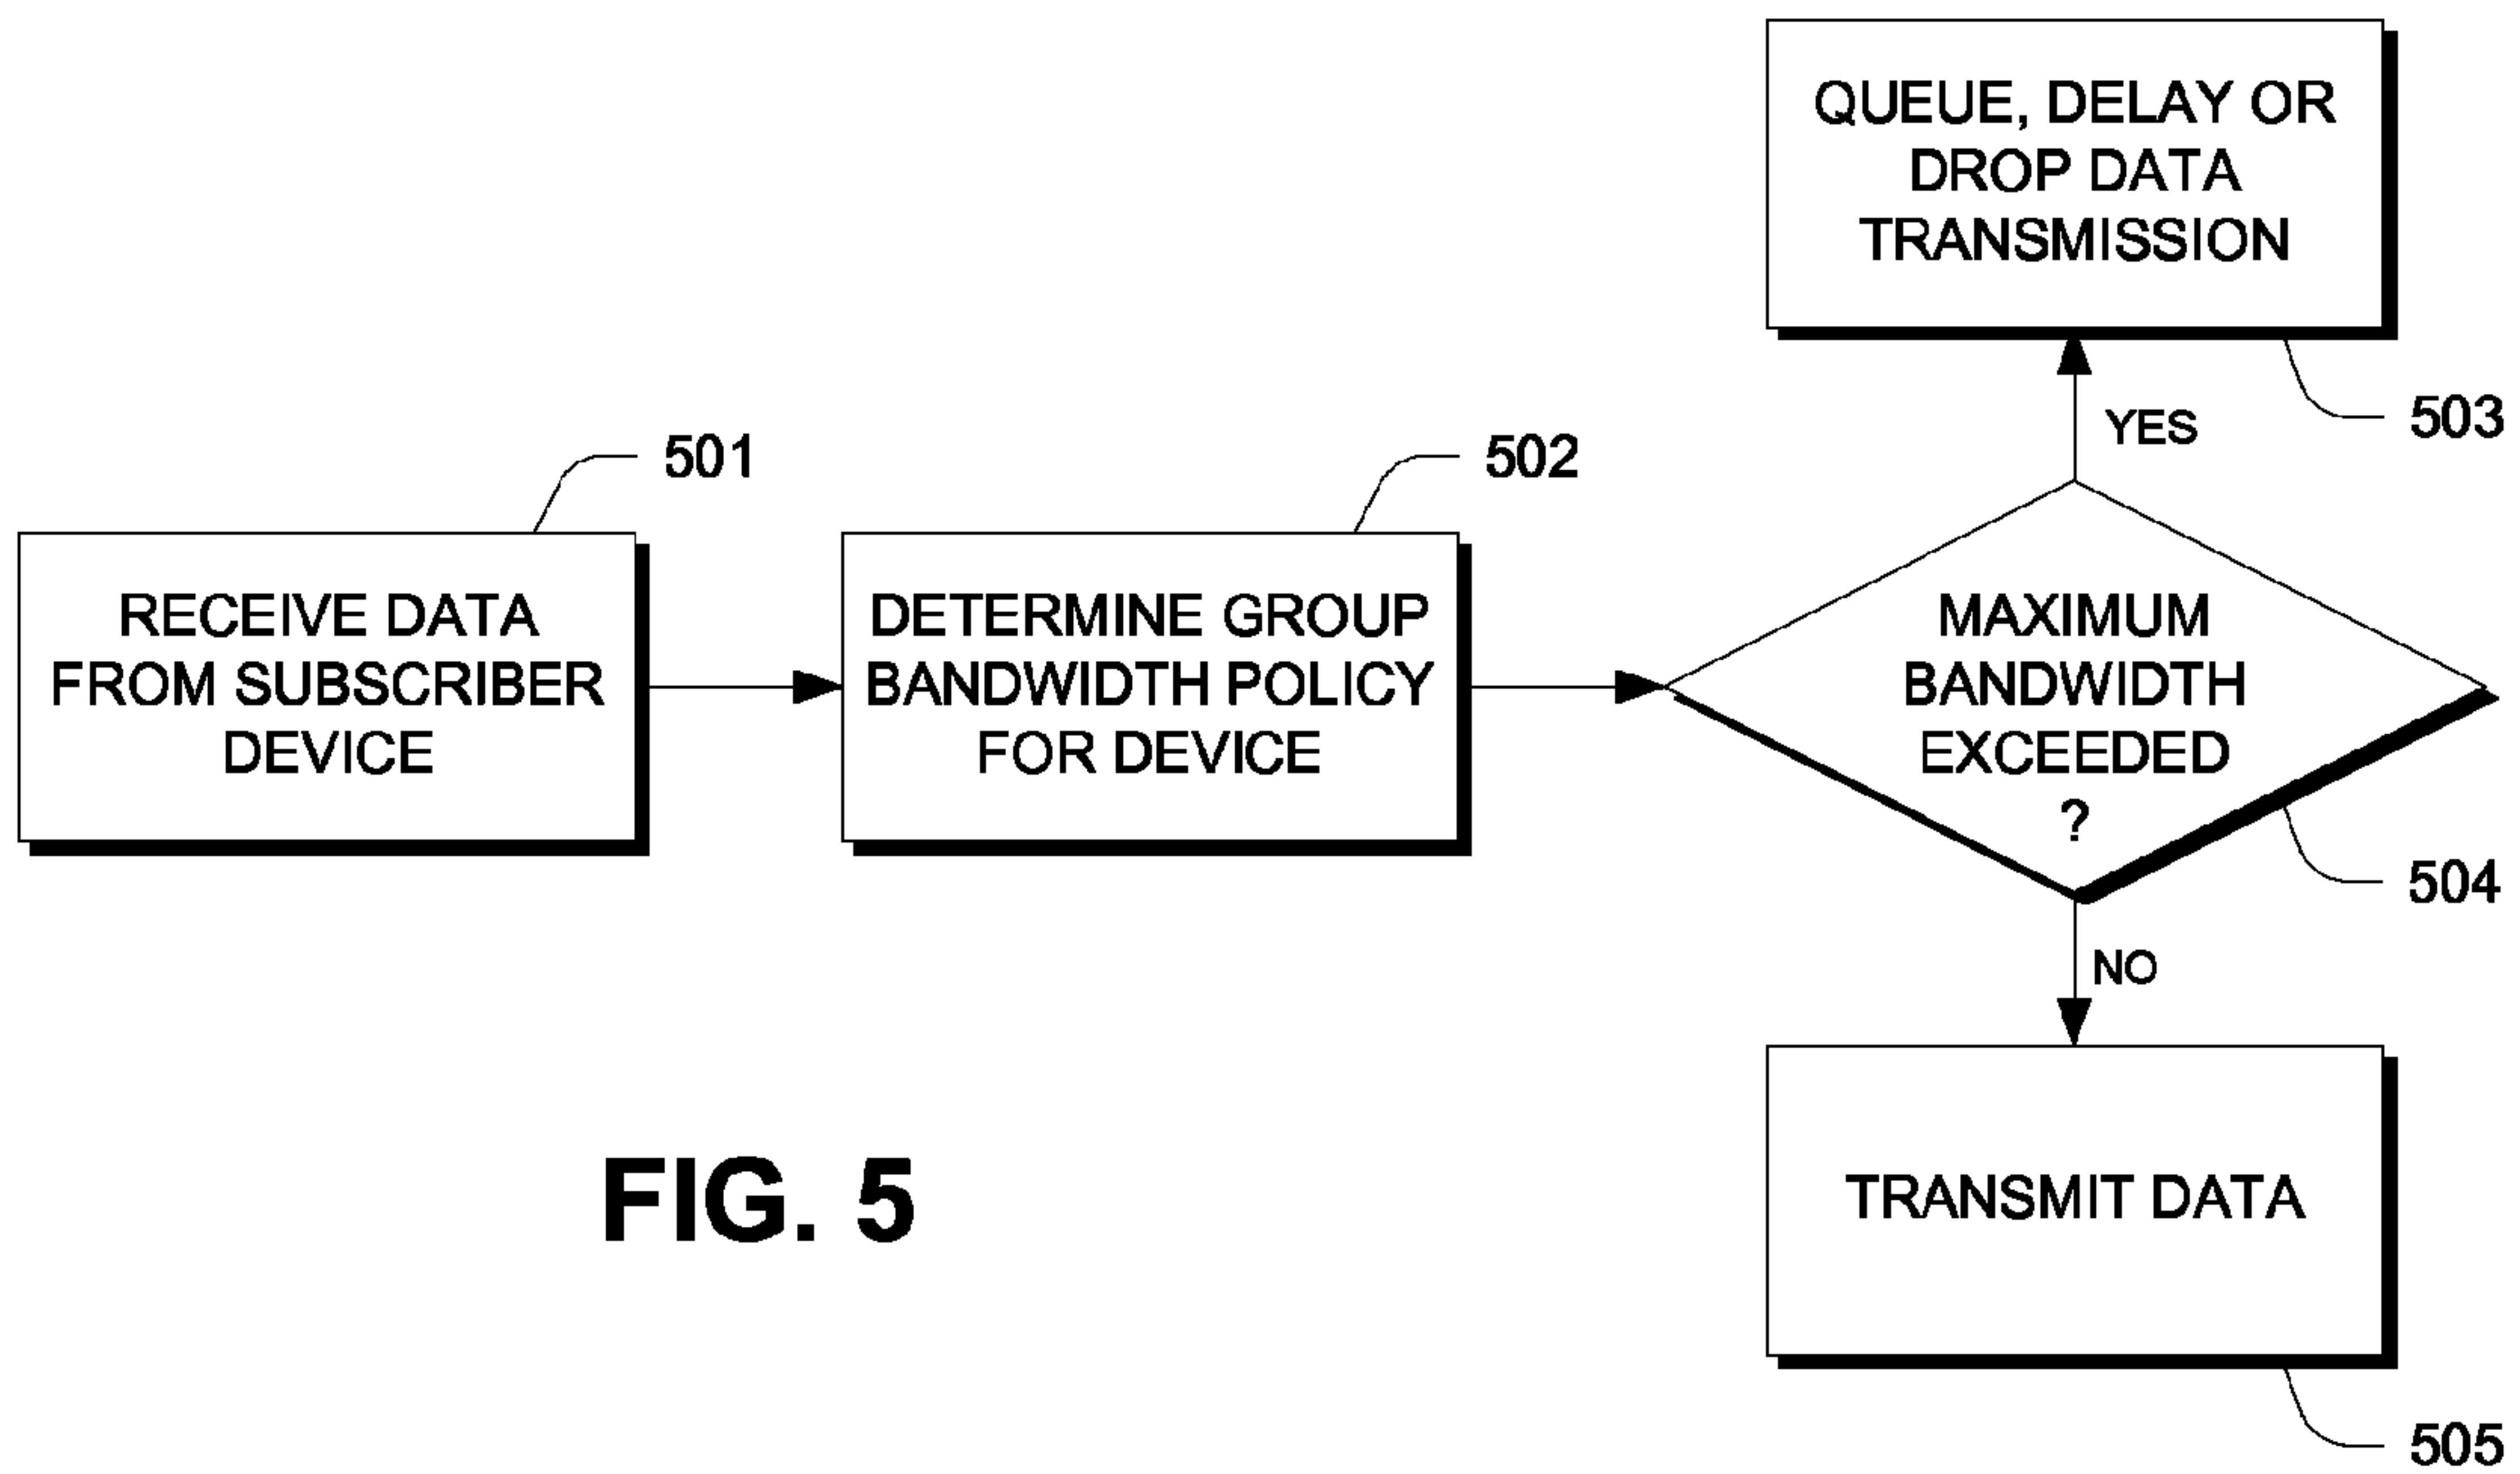 QUEUE, DELAY OR
DROP DATA
TRANSMISSION
503
YES
501
RECEIVE DATA
FROM SUBSCRIBER
DEVICE
502
DETERMINE GROUP
BANDWIDTH POLICY
FOR DEVICE
MAXIMUM
BANDWIDTH
EXCEEDED
?
504
NO
TRANSMIT DATA
505
FIG. 5